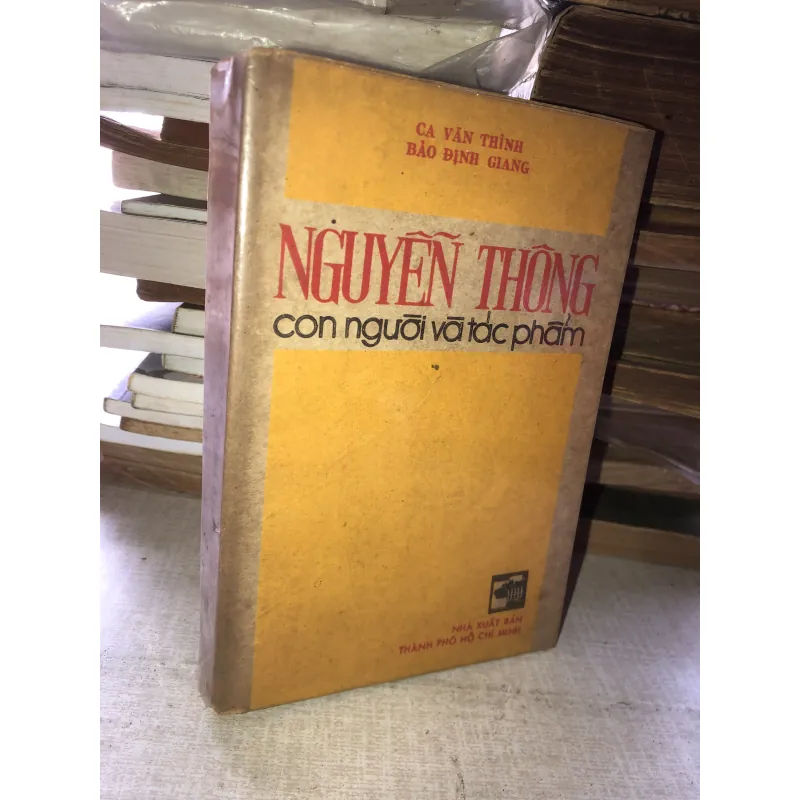 CA VĂN THỈNH
BẢO ĐỊNH GIANG
NGUYỄN THÔNG
con người và tác phẩm
NHÀ XUẤT BẢN
THÀNH PHỐ HỒ CHÍ MINH